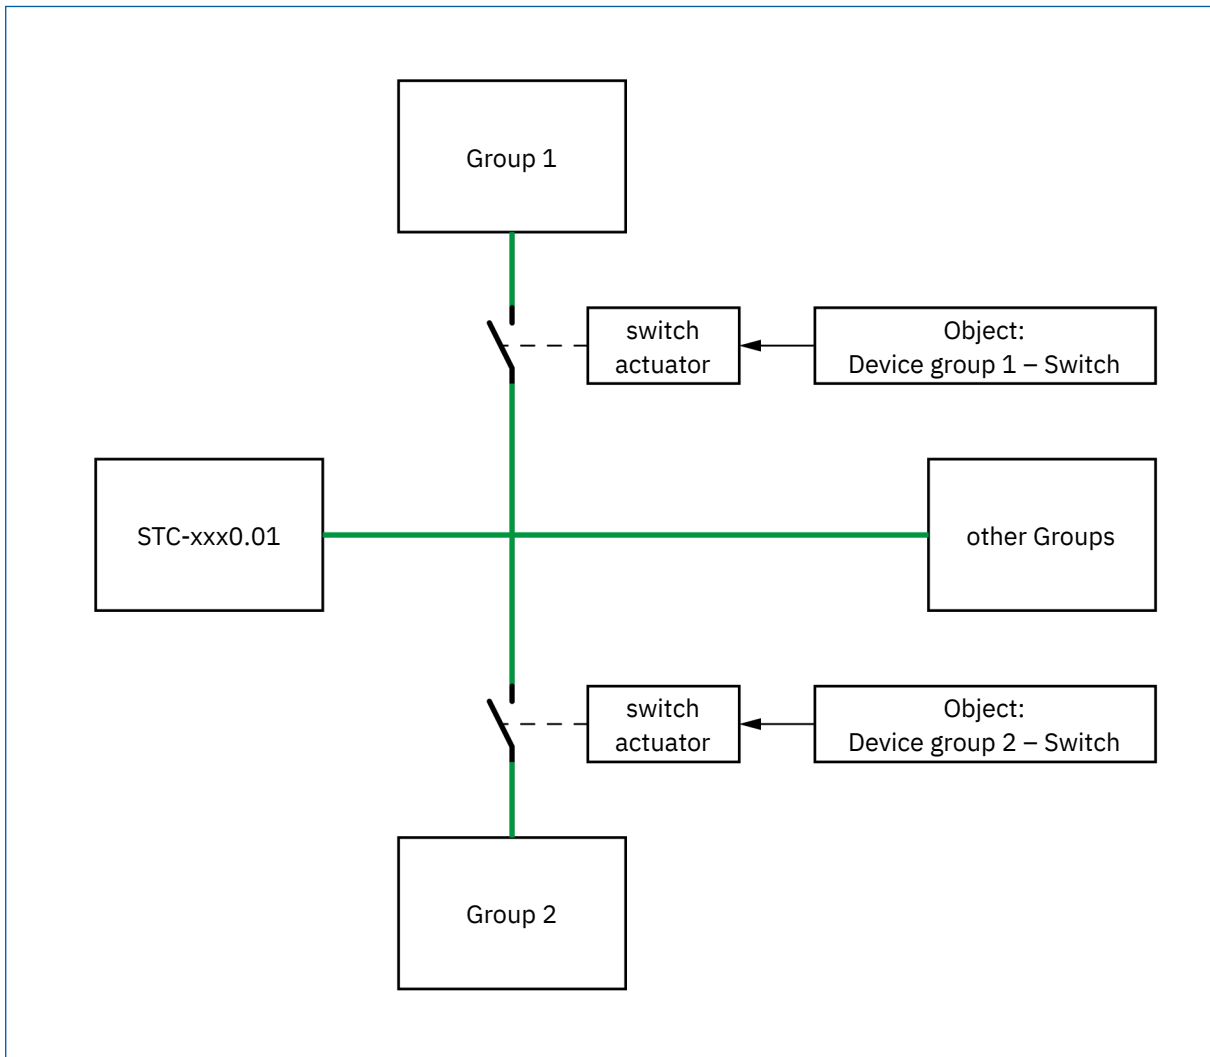 Group 1
switch
actuator
Object:
Device group 1 – Switch
STC-xxx0.01
other Groups
switch
actuator
Object:
Device group 2 – Switch
Group 2